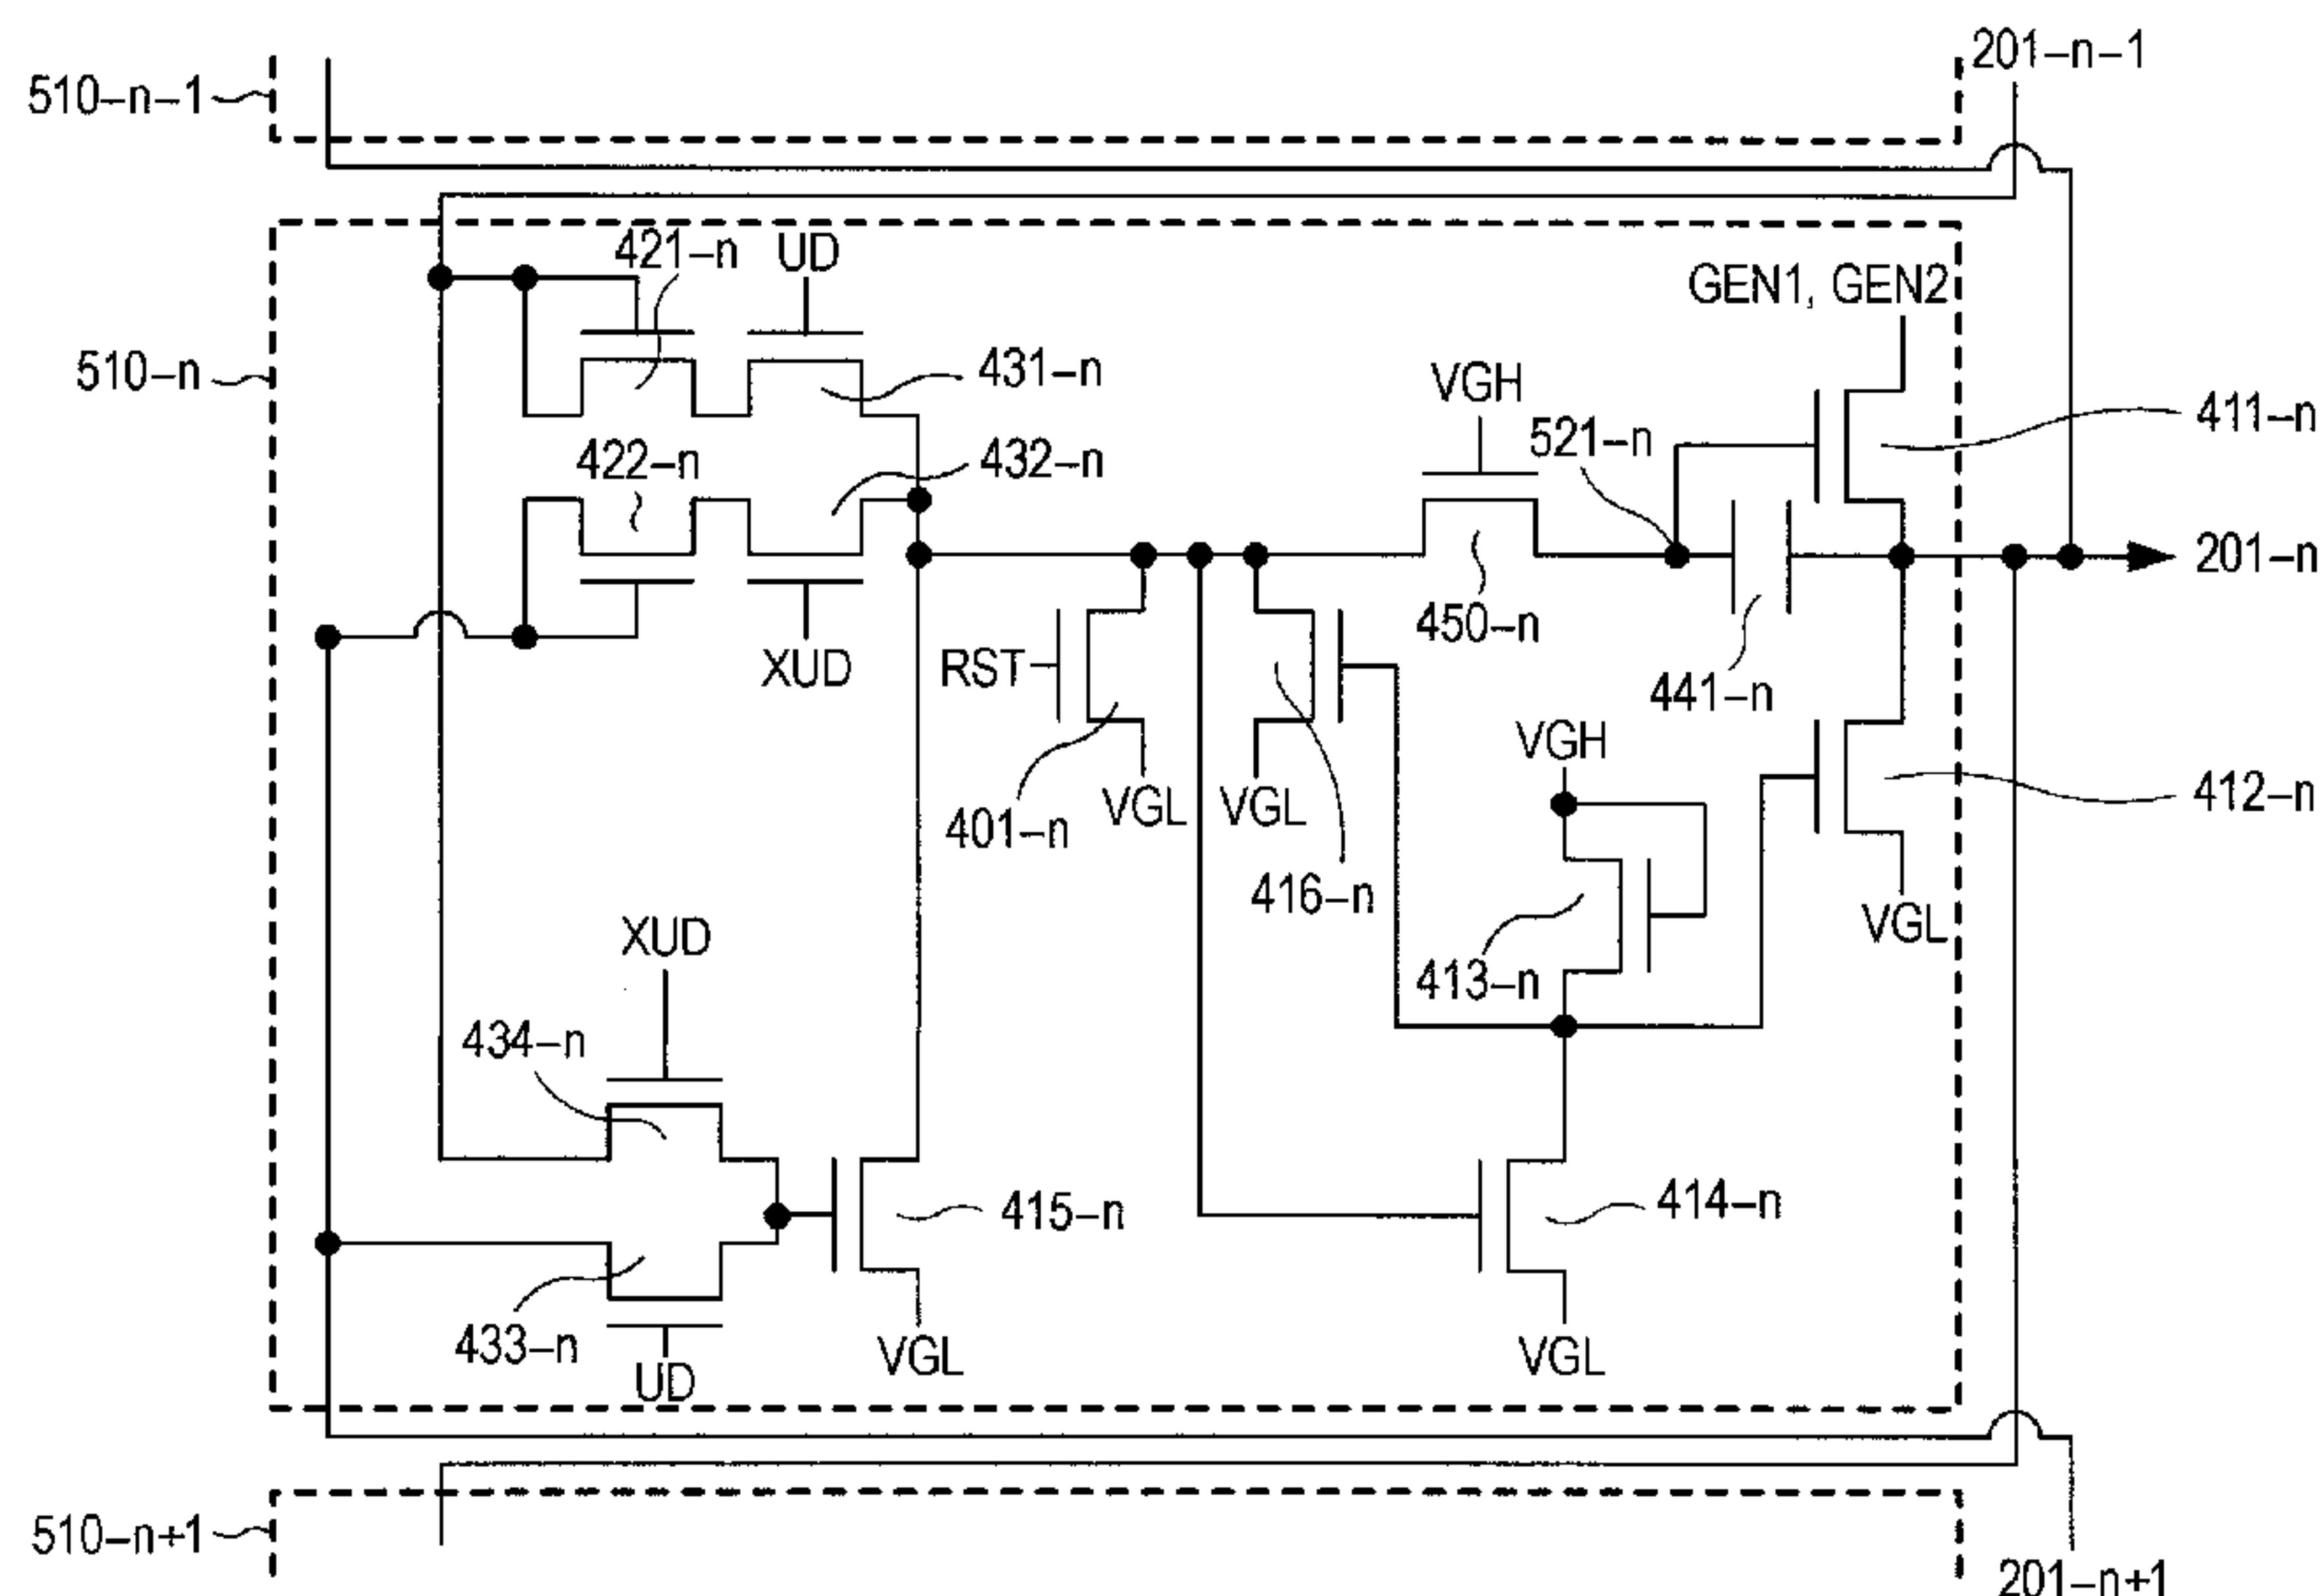 201-n-1
510-n-1
421-n
UD
GEN1, GEN2
510-n
431-n
VGH
411-n
521-n
422-n
432-n
201-n
450-n
XUD
RST
441-n
VGH
VGL
VGL
412-n
401-n
416-n
VGL
XUD
413-n
434-n
415-n
414-n
433-n
VGL
VGL
UD
510-n+1
201-n+1